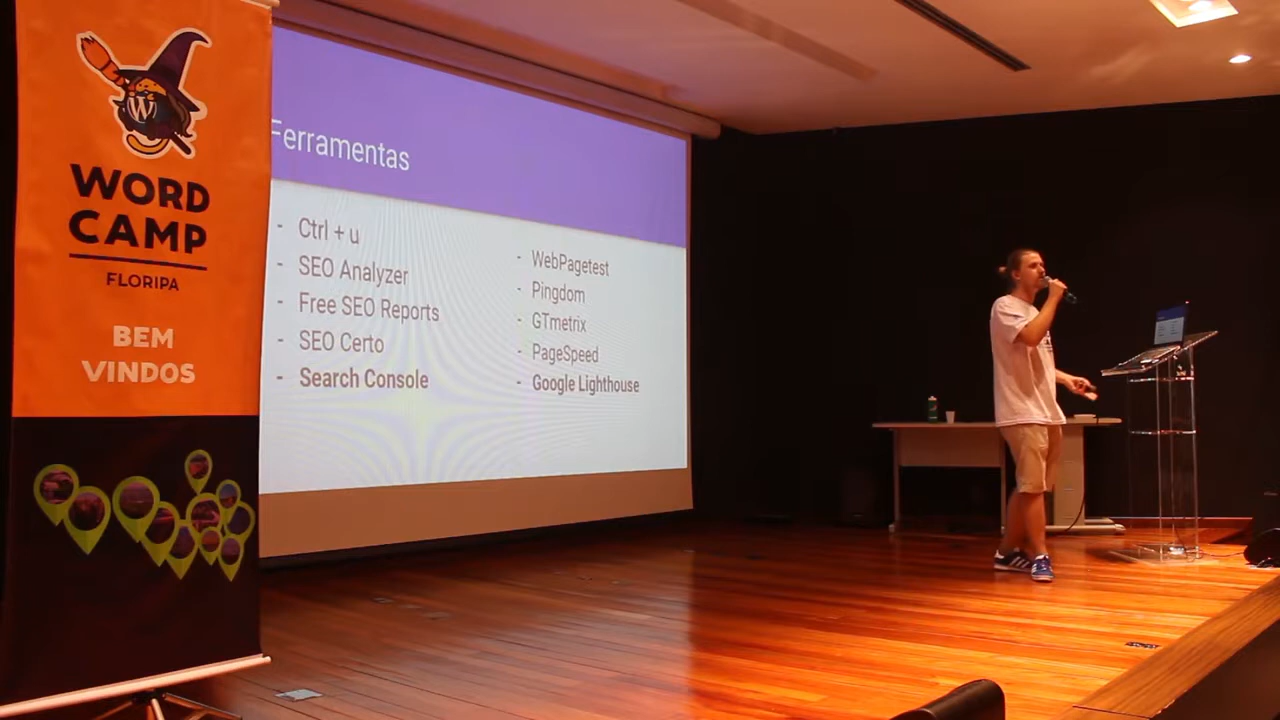 W
WORD
CAMP
FLORIPA
BEM
VINDOS
Ferramentas
- Ctrl + u
- SEO Analyzer
- Free SEO Reports
- SEO Certo
- Search Console
- WebPagetest
- Pingdom
- GTmetrix
- PageSpeed
- Google Lighthouse